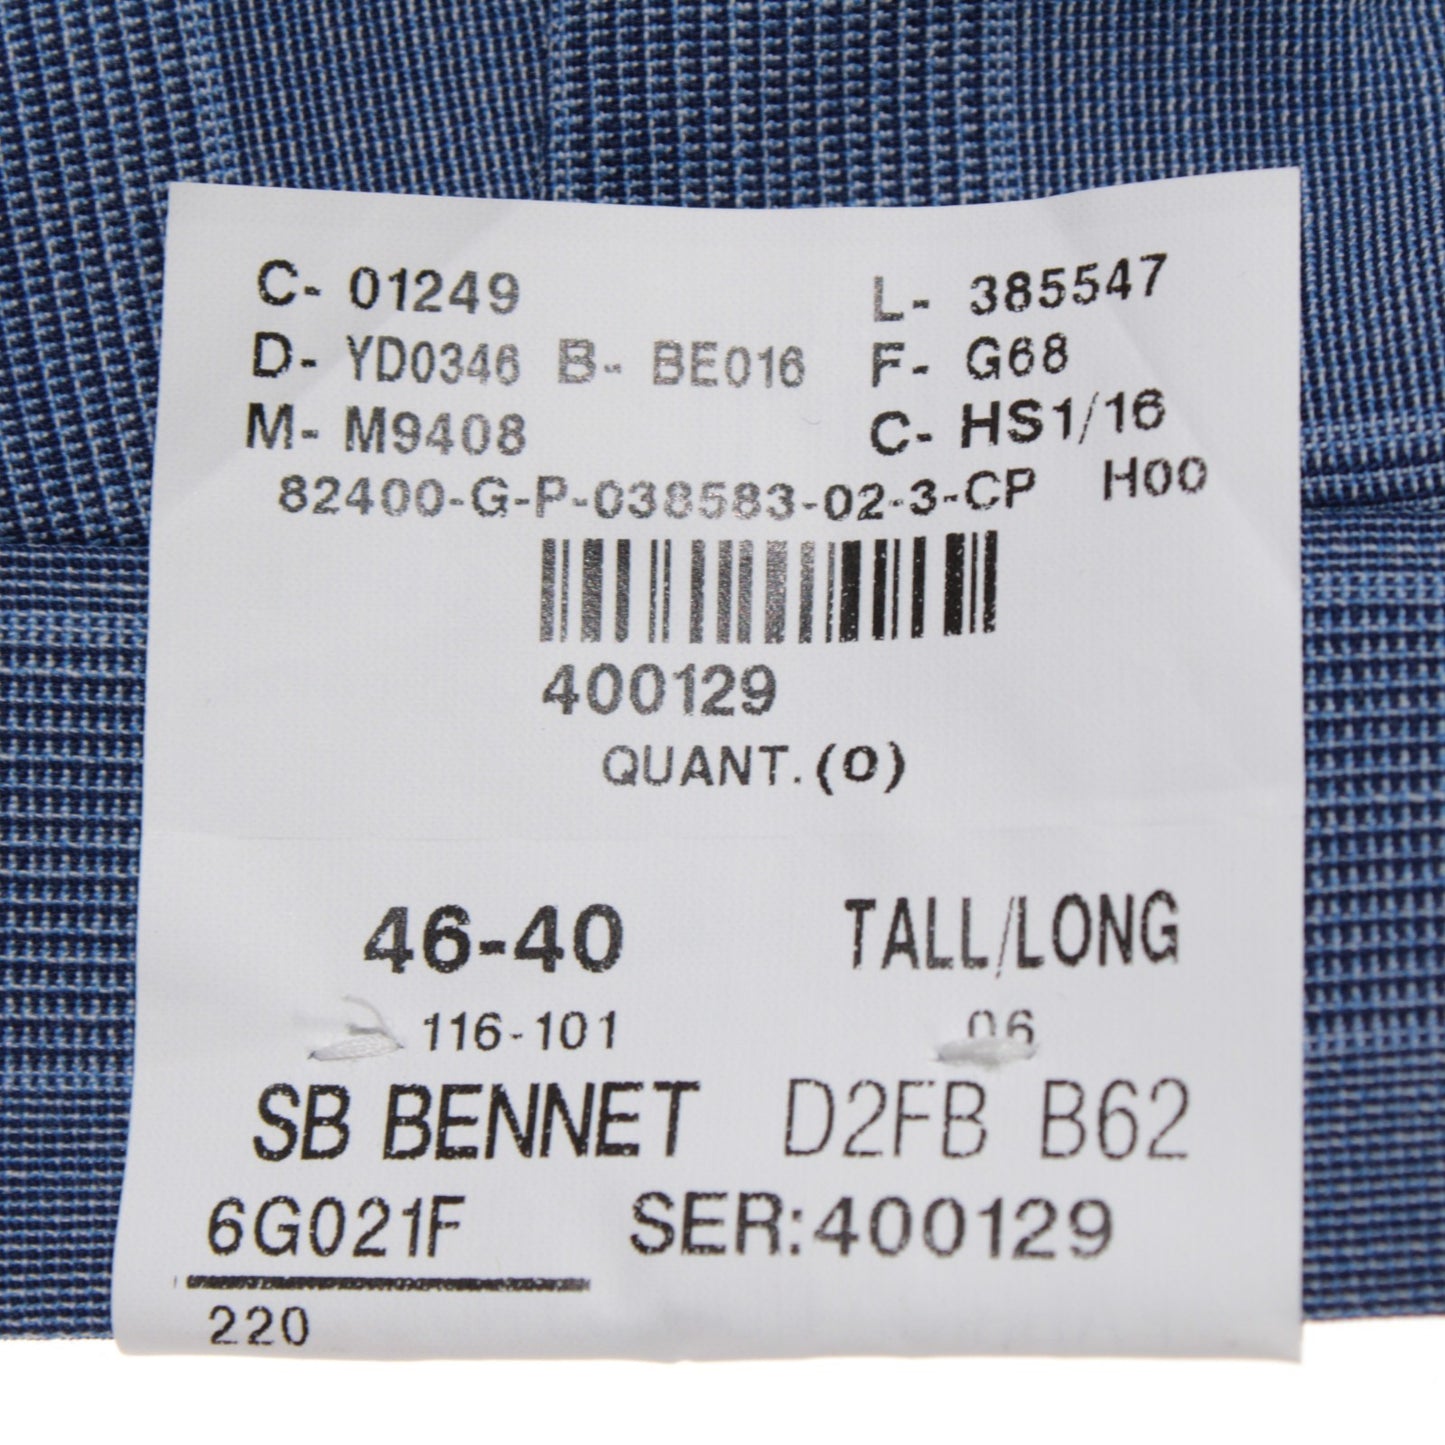 C- 01249 L- 385547
D- YD0346 B- BE016 F- G68
M- M9408 C- HS1/16
82400-G-P-038583-02-3-CP H00
400129
QUANT.(0)
46-40 TALL/LONG
116-101 06
SB BENNET D2FB B62
6G021F SER:400129
220